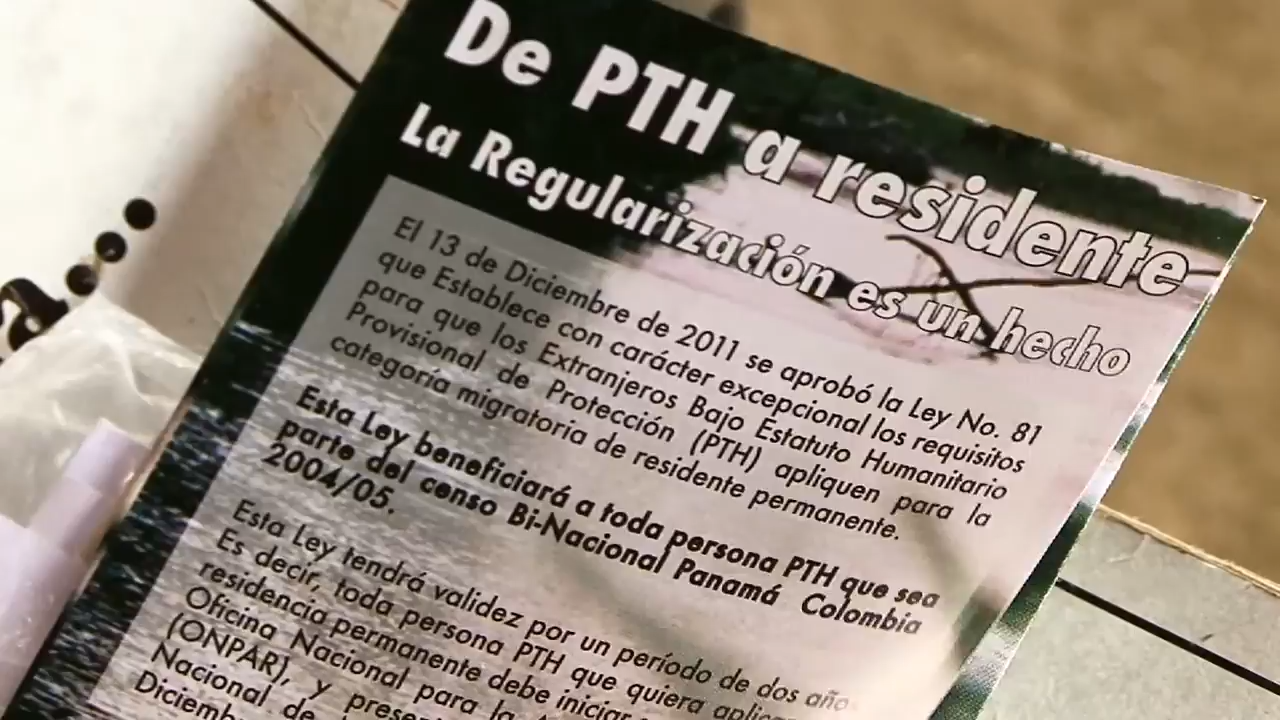 De PTH a residente
La Regularización es un hecho
El 13 de Diciembre de 2011 se aprobó la Ley No. 81
que Establece con carácter excepcional los requisitos
para que los Extranjeros Bajo Estatuto Humanitario
Provisional de Protección (PTH) apliquen para la
categoría migratoria de residente permanente.
Esta Ley beneficiará a toda persona PTH que sea
parte del censo Bi-Nacional Panamá Colombia
2004/05.
Esta Ley tendrá validez por un período de dos año
Es decir, toda persona PTH que quiera aplica
residencia permanente debe iniciar
Oficina Nacional para la
(ONPAR), y prese
Nacional de
Diciemb